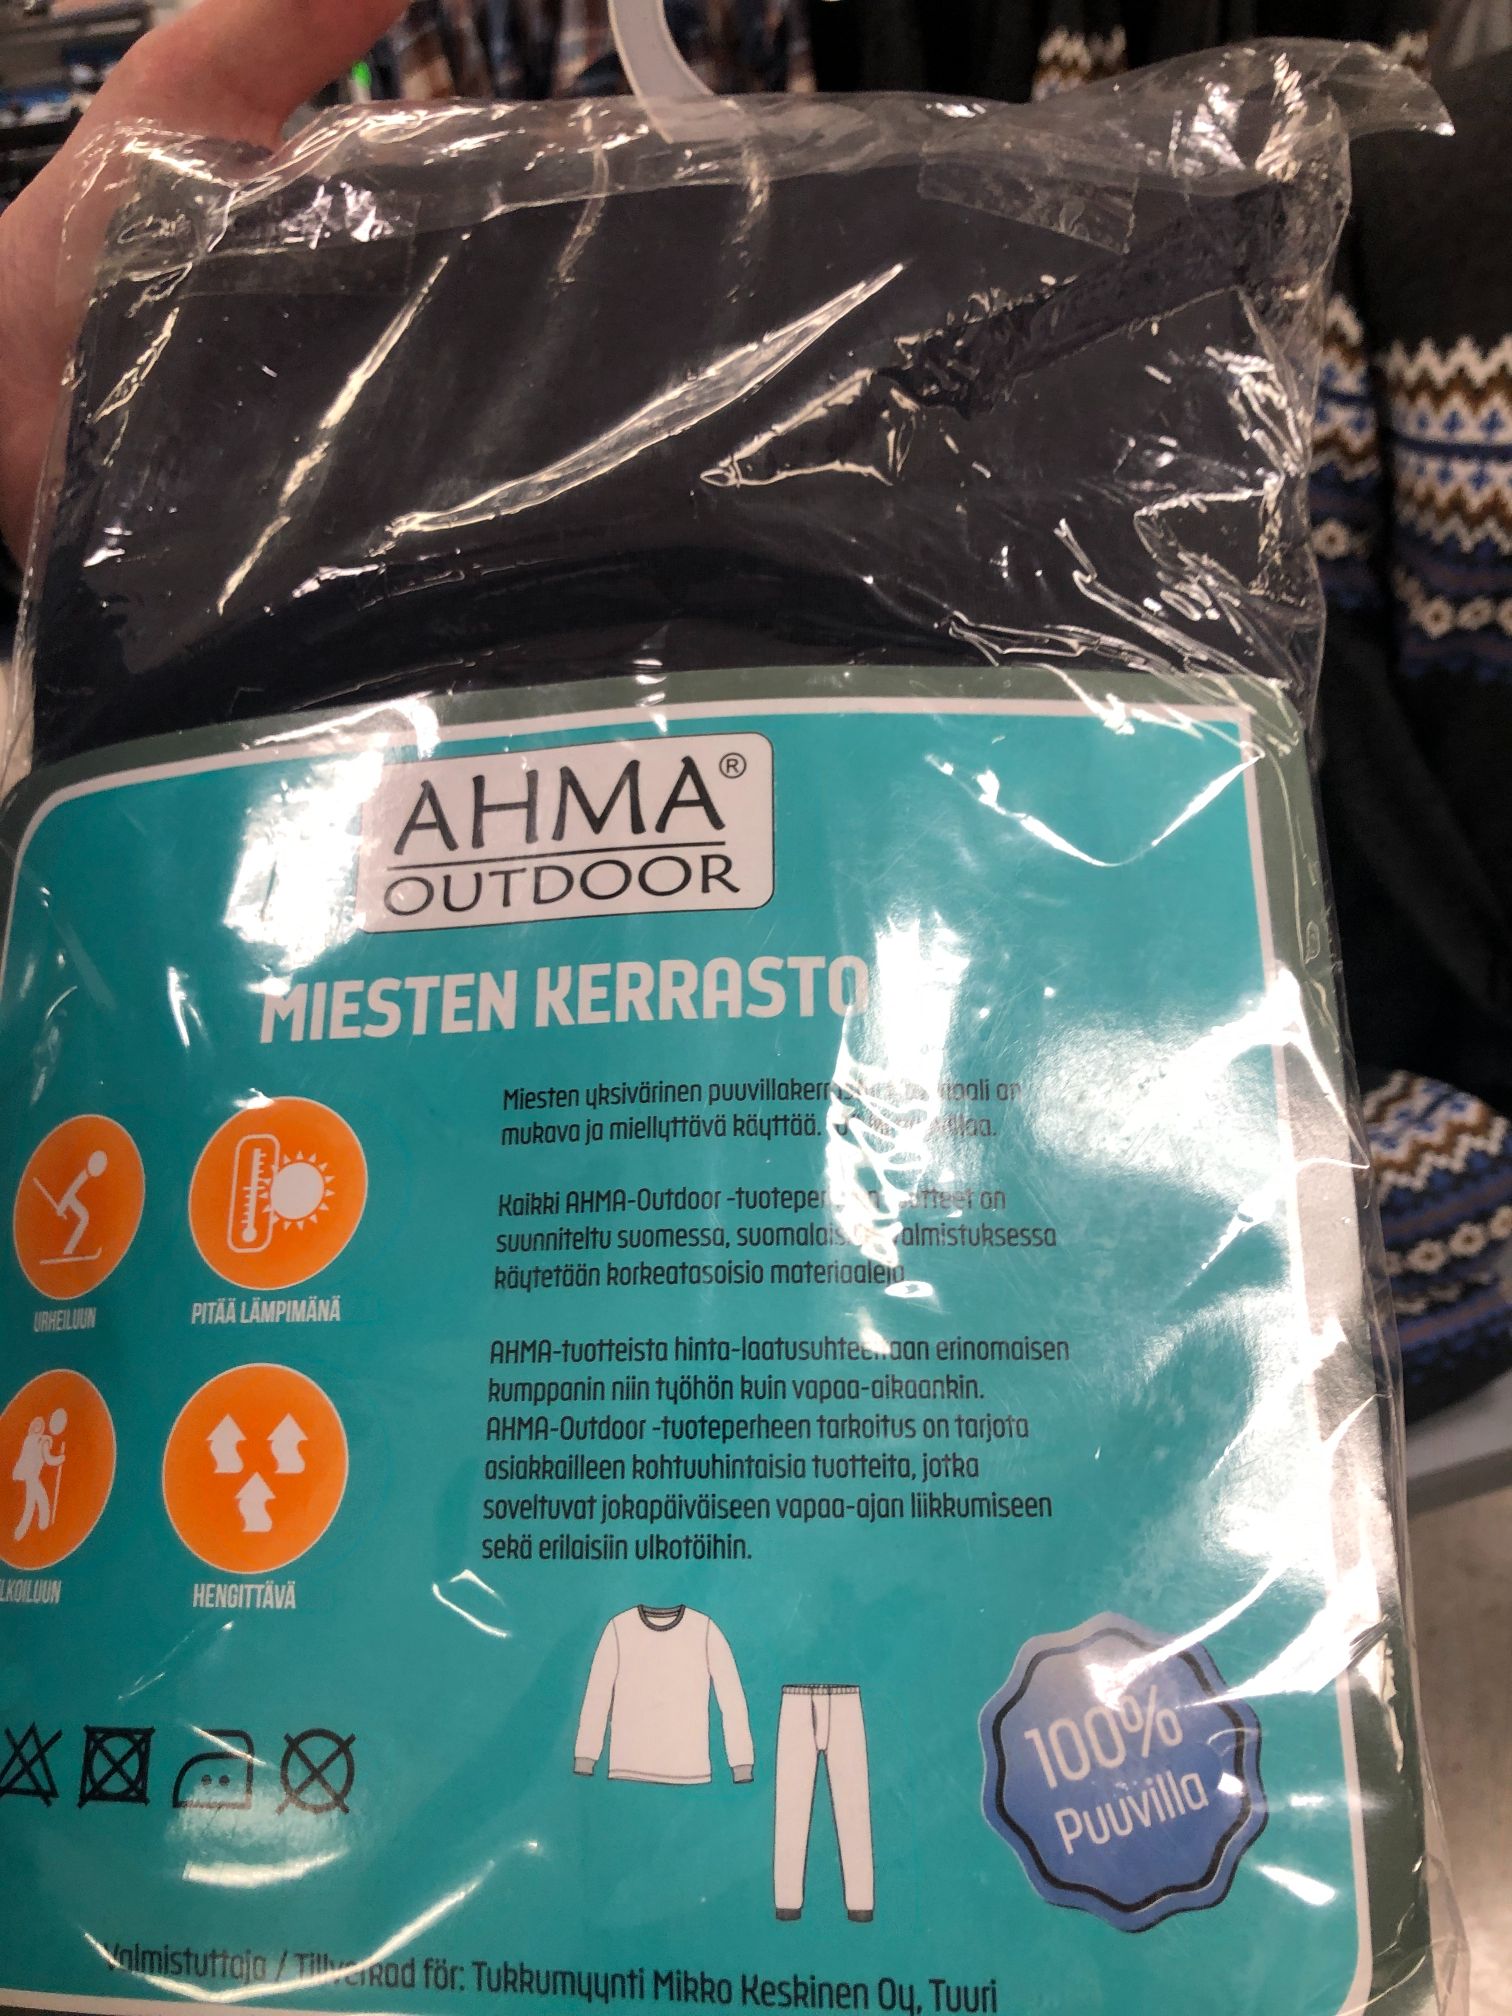 AHMA®
OUTDOOR
MIESTEN KERRASTO
Miesten yksivärinen on
mukava ja miellyttävä käyttää.
Kaikki AHMA-Outdoor on
suunniteltu suomessa, valmistuksessa
käytetään korkeatasoisia materiaaleja
AHMA-tuotteista hinta-laatusuhteeltaan erinomaisen
kumppanin niin työhön kuin vapaa-aikaankin.
AHMA-Outdoor -tuoteperheen tarkoitus on tarjota
asiakkailleen kohtuuhintaisia tuotteita, jotka
soveltuvat jokapäiväiseen vapaa-ajan liikkumiseen
sekä erilaisiin ulkotöihin.
URHEILUUN
PITÄÄ LÄMPIMÄNÄ
HENGITTÄVÄ
100%
Puuvilla
Valmistuttaja / Tillverkad för: Tukkumyynti Mikko Keskinen Oy, Tuuri